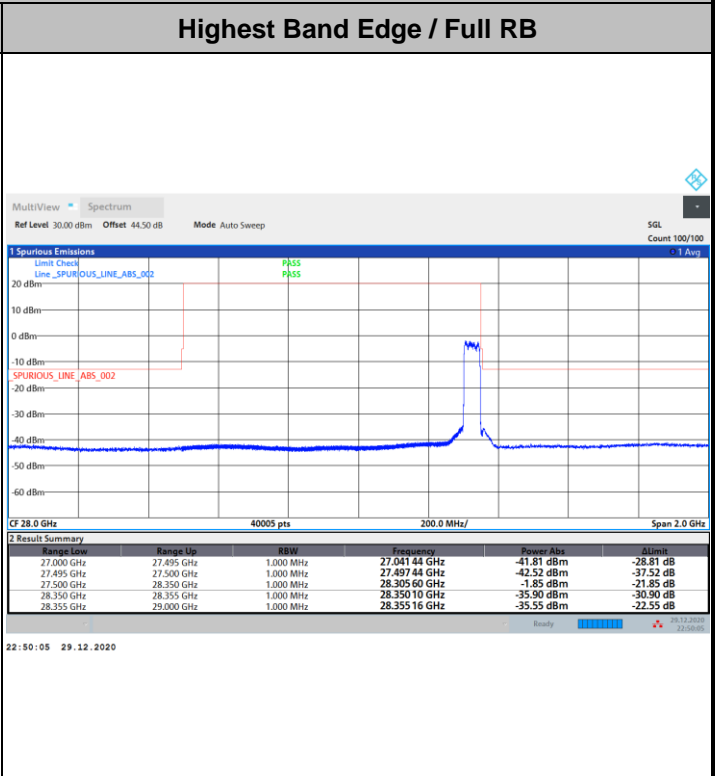 Highest Band Edge / Full RB
MultiView Spectrum
Ref Level 30.00 dBm Offset 44.50 dB Mode Auto Sweep SGL
Count 100/100
1 Spurious Emissions 1 Avg
Limit Check PASS
Line _SPURIOUS_LINE_ABS_002 PASS
20 dBm
10 dBm
0 dBm
-10 dBm
_SPURIOUS_LINE_ABS_002
-20 dBm
-30 dBm
-40 dBm
-50 dBm
-60 dBm
CF 28.0 GHz 40005 pts 200.0 MHz/ Span 2.0 GHz
2 Result Summary
Range Low Range Up RBW Frequency Power Abs ΔLimit
27.000 GHz 27.495 GHz 1.000 MHz 27.041 44 GHz -41.81 dBm -28.81 dB
27.495 GHz 27.500 GHz 1.000 MHz 27.497 44 GHz -42.52 dBm -37.52 dB
27.500 GHz 28.350 GHz 1.000 MHz 28.305 60 GHz -1.85 dBm -21.85 dB
28.350 GHz 28.355 GHz 1.000 MHz 28.350 10 GHz -35.90 dBm -30.90 dB
28.355 GHz 29.000 GHz 1.000 MHz 28.355 16 GHz -35.55 dBm -22.55 dB
Ready 29.12.2020
22:50:05
22:50:05 29.12.2020